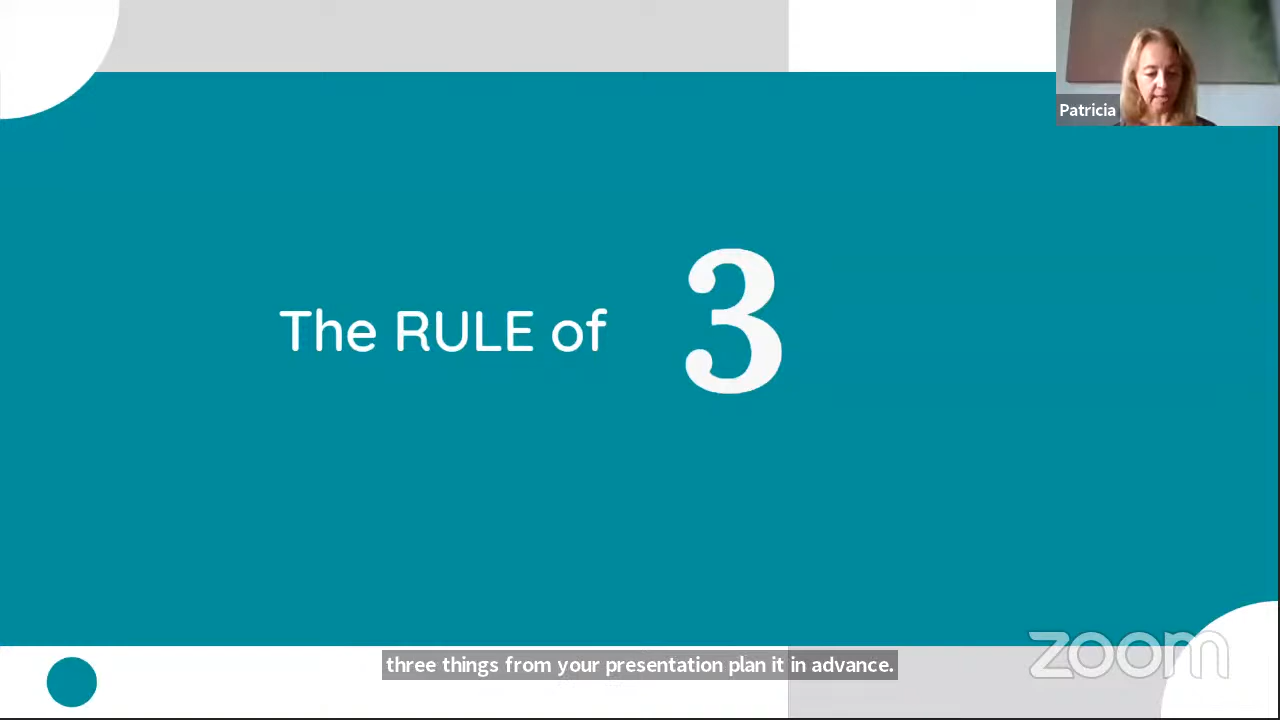 Patricia
The RULE of 3
three things from your presentation plan it in advance.
zoom